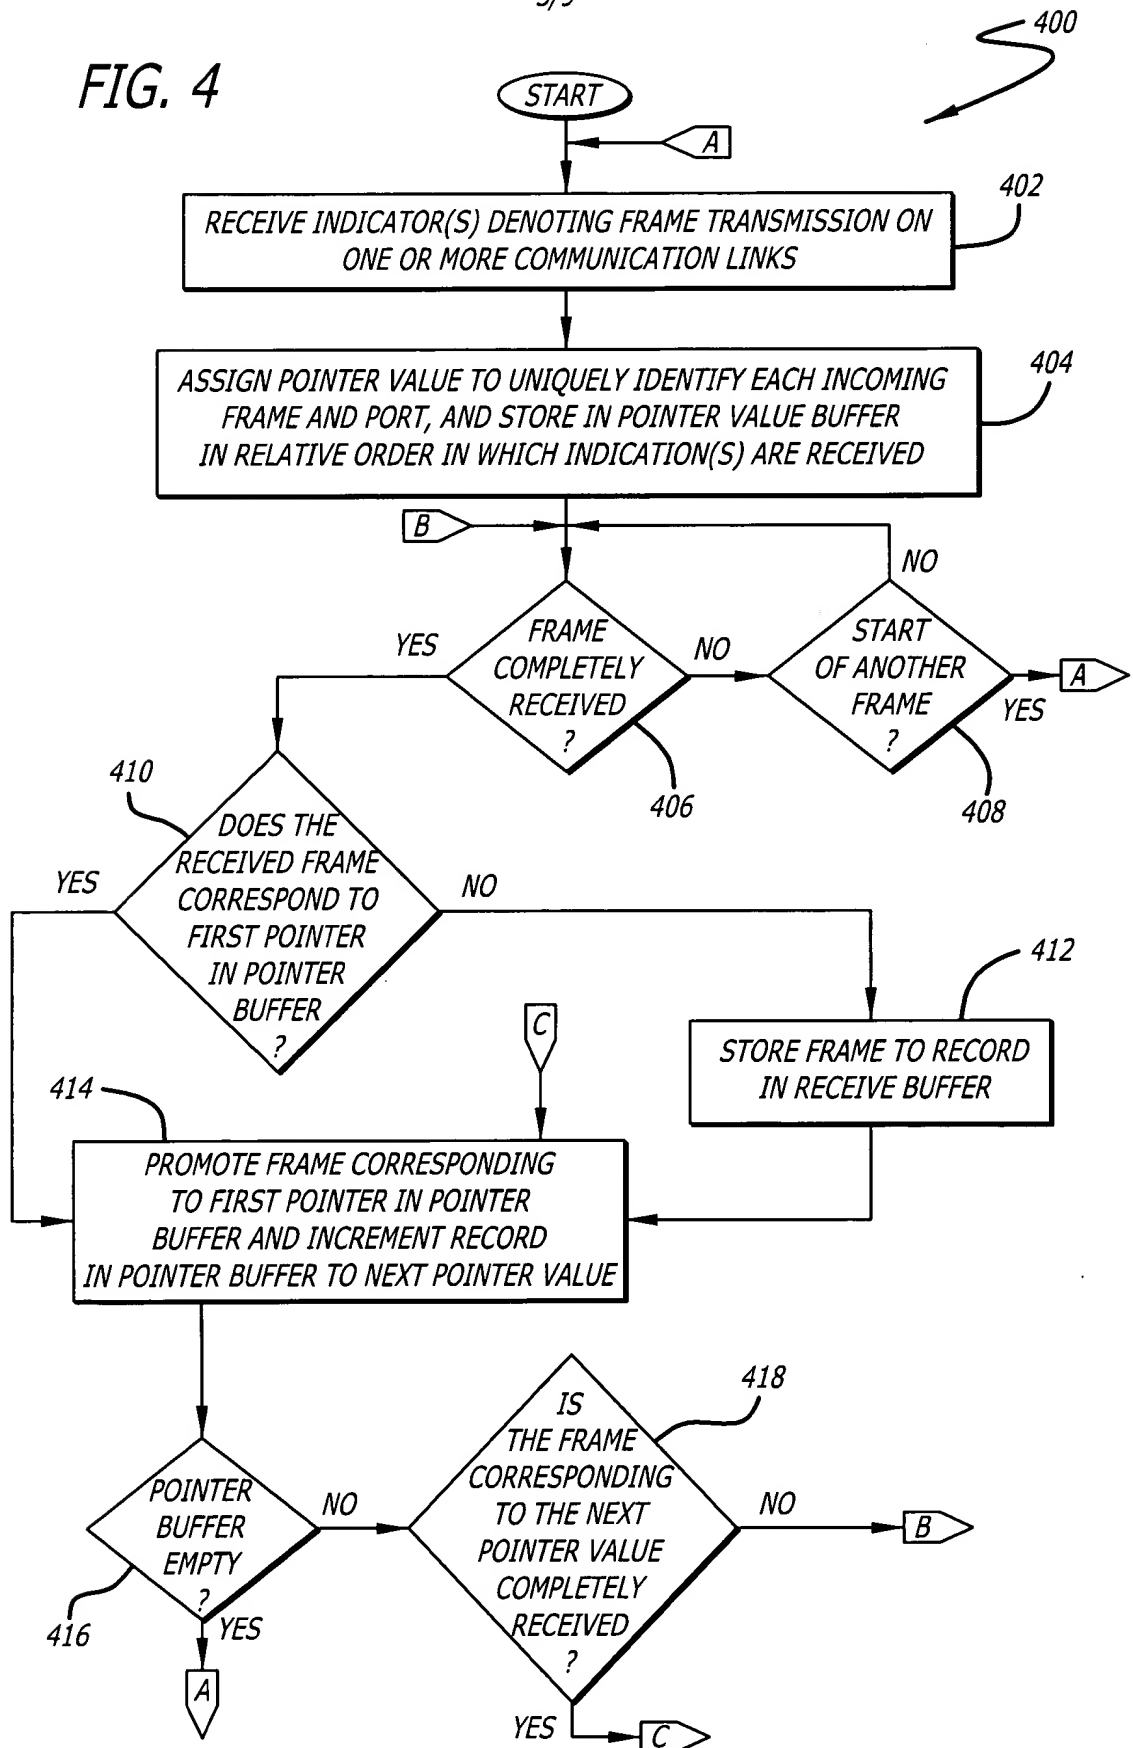 3/9
400
FIG. 4
START
A
402
RECEIVE INDICATOR(S) DENOTING FRAME TRANSMISSION ON
ONE OR MORE COMMUNICATION LINKS
404
ASSIGN POINTER VALUE TO UNIQUELY IDENTIFY EACH INCOMING
FRAME AND PORT, AND STORE IN POINTER VALUE BUFFER
IN RELATIVE ORDER IN WHICH INDICATION(S) ARE RECEIVED
B
NO
YES
FRAME
COMPLETELY
RECEIVED
?
NO
START
OF ANOTHER
FRAME
?
A
YES
406
408
410
DOES THE
RECEIVED FRAME
CORRESPOND TO
FIRST POINTER
IN POINTER
BUFFER
?
YES
NO
412
C
STORE FRAME TO RECORD
IN RECEIVE BUFFER
414
PROMOTE FRAME CORRESPONDING
TO FIRST POINTER IN POINTER
BUFFER AND INCREMENT RECORD
IN POINTER BUFFER TO NEXT POINTER VALUE
418
POINTER
BUFFER
EMPTY
?
NO
IS
THE FRAME
CORRESPONDING
TO THE NEXT
POINTER VALUE
COMPLETELY
RECEIVED
?
NO
B
416
YES
A
YES
C